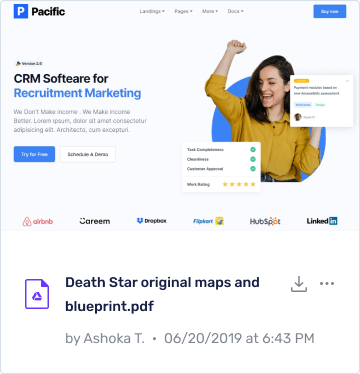 Pacific
Landings Pages More Docs
Buy now
Version 2.0
CRM Softeare for
Recruitment Marketing
We Don't Make Income . We Make Income
Better. Lorem ipsum, dolor sit amet consectetur
adipisicing elit. Architecto, cum excepturi.
Try for Free
Schedule A Demo
Payment modules based on
new Accountability assessment
Task Completeness
Cleanliness
Customer Approval
Work Rating
airbnb
Careem
Dropbox
Flipkart
HubSpot
LinkedIn
Death Star original maps and
blueprint.pdf
by Ashoka T. • 06/20/2019 at 6:43 PM